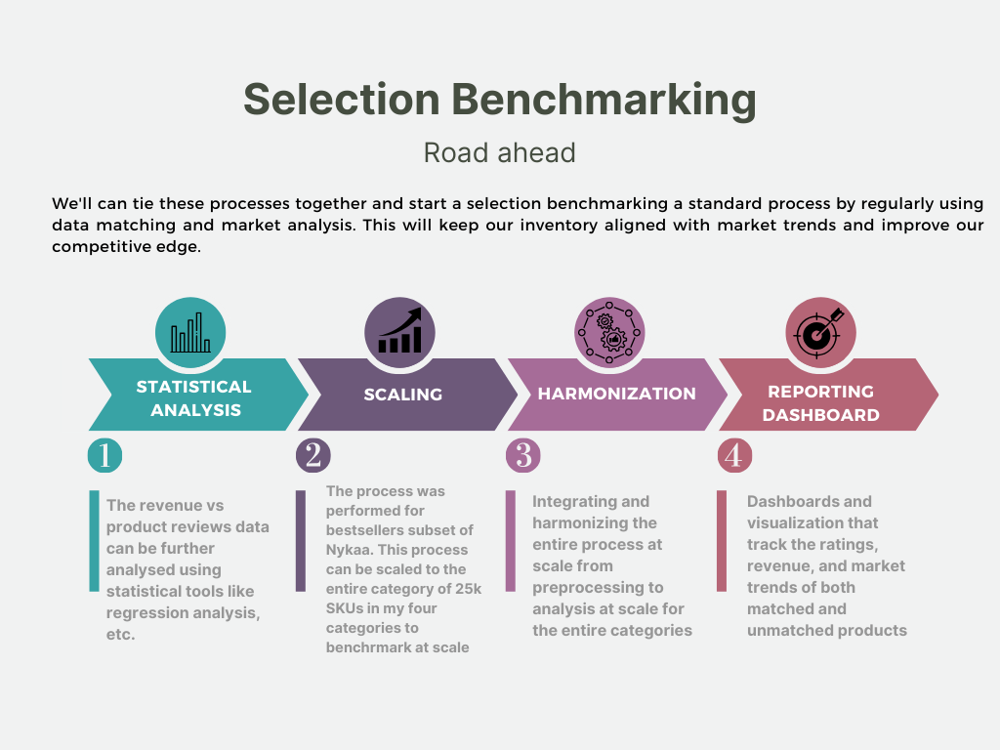 Selection Benchmarking
Road ahead
We'll can tie these processes together and start a selection benchmarking a standard process by regularly using
data matching and market analysis. This will keep our inventory aligned with market trends and improve our
competitive edge.
STATISTICAL
ANALYSIS
SCALING
HARMONIZATION
REPORTING
DASHBOARD
1
The revenue vs
product reviews data
can be further
analysed using
statistical tools like
regression analysis,
etc.
2
The process was
performed for
bestsellers subset of
Nykaa. This process
can be scaled to the
entire category of 25k
SKUs in my four
categories to
benchrmark at scale
3
Integrating and
harmonizing the
entire process at
scale from
preprocessing to
analysis at scale for
the entire categories
4
Dashboards and
visualization that
track the ratings,
revenue, and market
trends of both
matched and
unmatched products